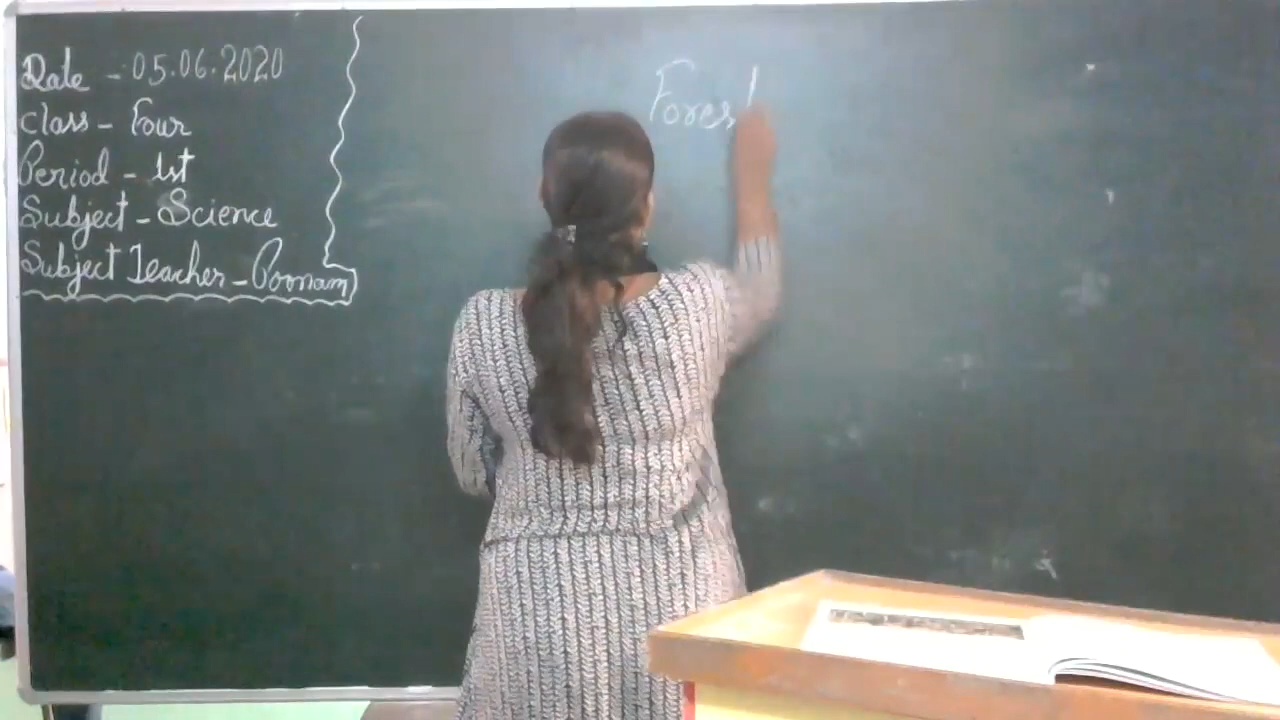 Date - 05.06.2020
Class - Four
Period - 1st
Subject - Science
Subject Teacher - Poonam
Forest